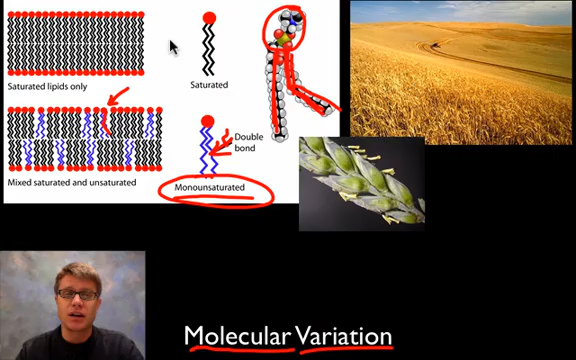 Saturated lipids only
Saturated
Double
bond
Mixed saturated and unsaturated
Monounsaturated
Molecular Variation